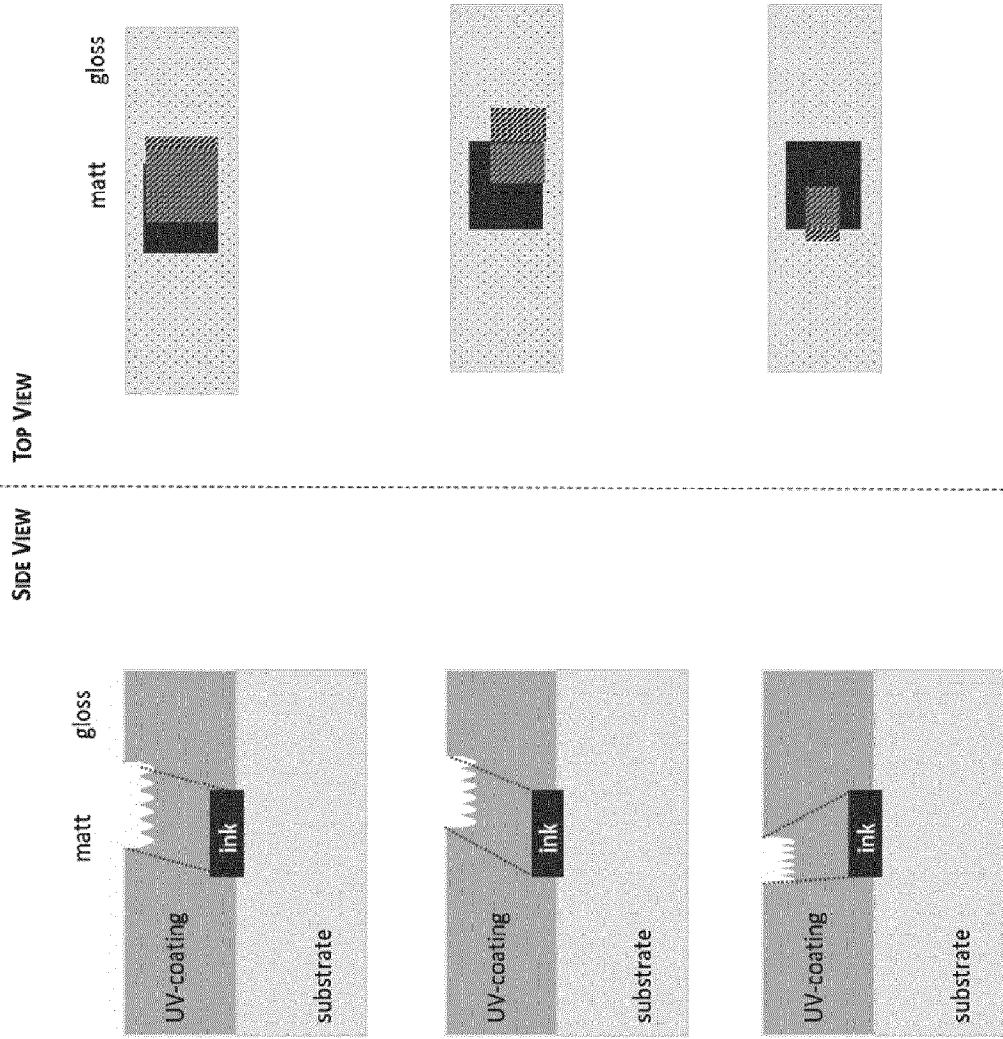 SIDE VIEW
TOP VIEW
matt
gloss
matt
gloss
UV-coating
ink
substrate
UV-coating
ink
substrate
UV-coating
ink
substrate